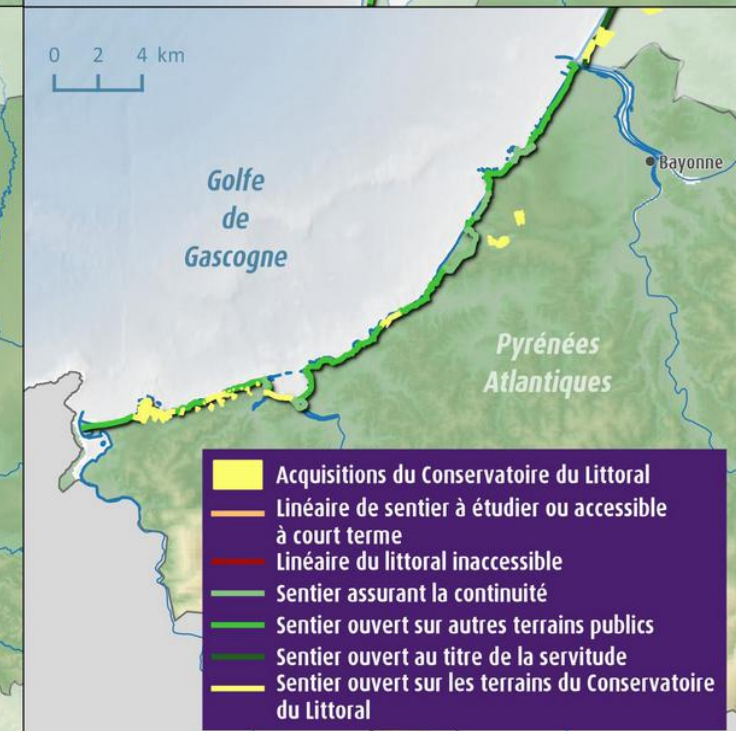 0 2 4 km
Golfe
de
Gascogne
Bayonne
Pyrénées
Atlantiques
Acquisitions du Conservatoire du Littoral
Linéaire de sentier à étudier ou accessible
à court terme
Linéaire du littoral inaccessible
Sentier assurant la continuité
Sentier ouvert sur autres terrains publics
Sentier ouvert au titre de la servitude
Sentier ouvert sur les terrains du Conservatoire
du Littoral